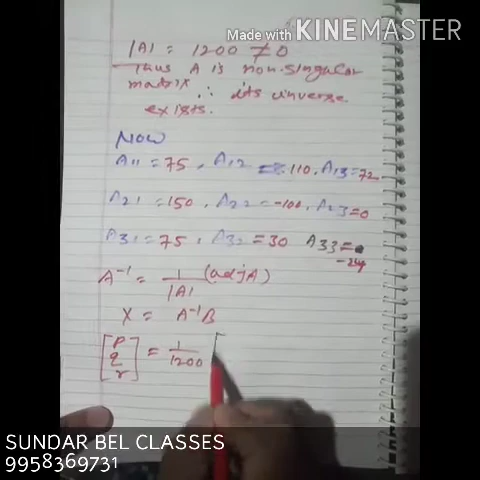 Made with KINEMASTER
|A| = 1200 ≠ 0
Thus A is non-singular
matrix ∴ its inverse
exists.
Now
A11 = 75, A12 = 110, A13 = 72
A21 = 150, A22 = -100, A23 = 0
A31 = 75, A32 = 30 A33 = -24
A⁻¹ = 1/|A| (adjA)
X = A⁻¹B
[p q r] = 1/1200 [
SUNDAR BEL CLASSES
9958369731